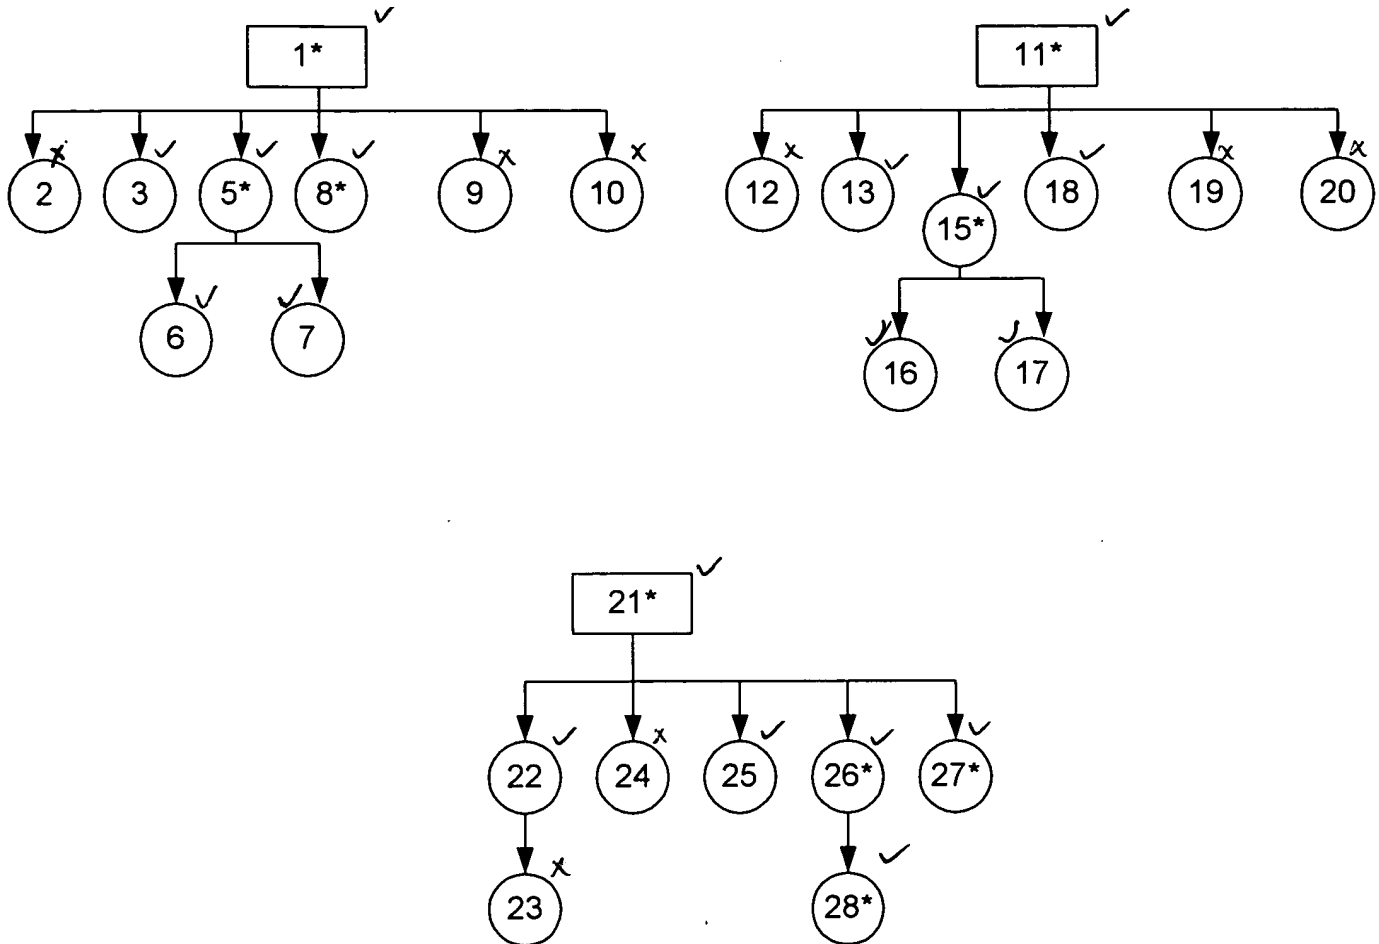 1* ✓
11* ✓
2 x
3 ✓
5* ✓
8* ✓
9 x
10 x
12 x
13 ✓
15* ✓
18 ✓
19 x
20 x
6 ✓
7 ✓
16 ✓
17 ✓
21* ✓
22 ✓
24 x
25 ✓
26* ✓
27* ✓
23 x
28* ✓